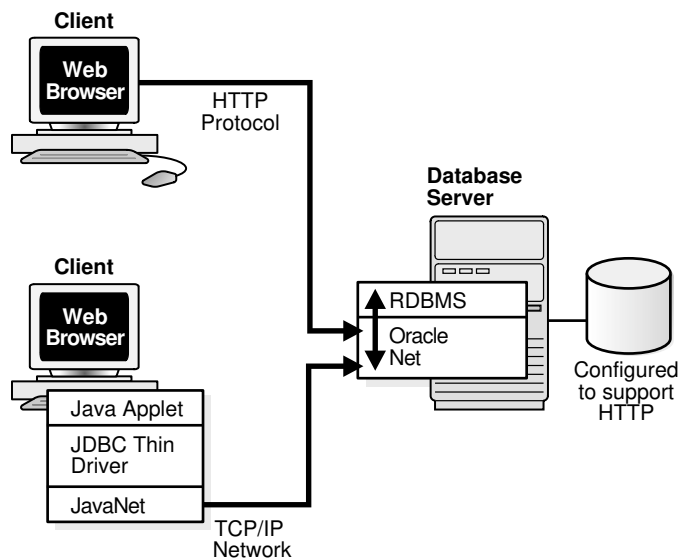 Client
Web
Browser
HTTP
Protocol
Database
Server
Client
Web
Browser
RDBMS
Oracle
Net
Configured
to support
HTTP
Java Applet
JDBC Thin
Driver
JavaNet
TCP/IP
Network